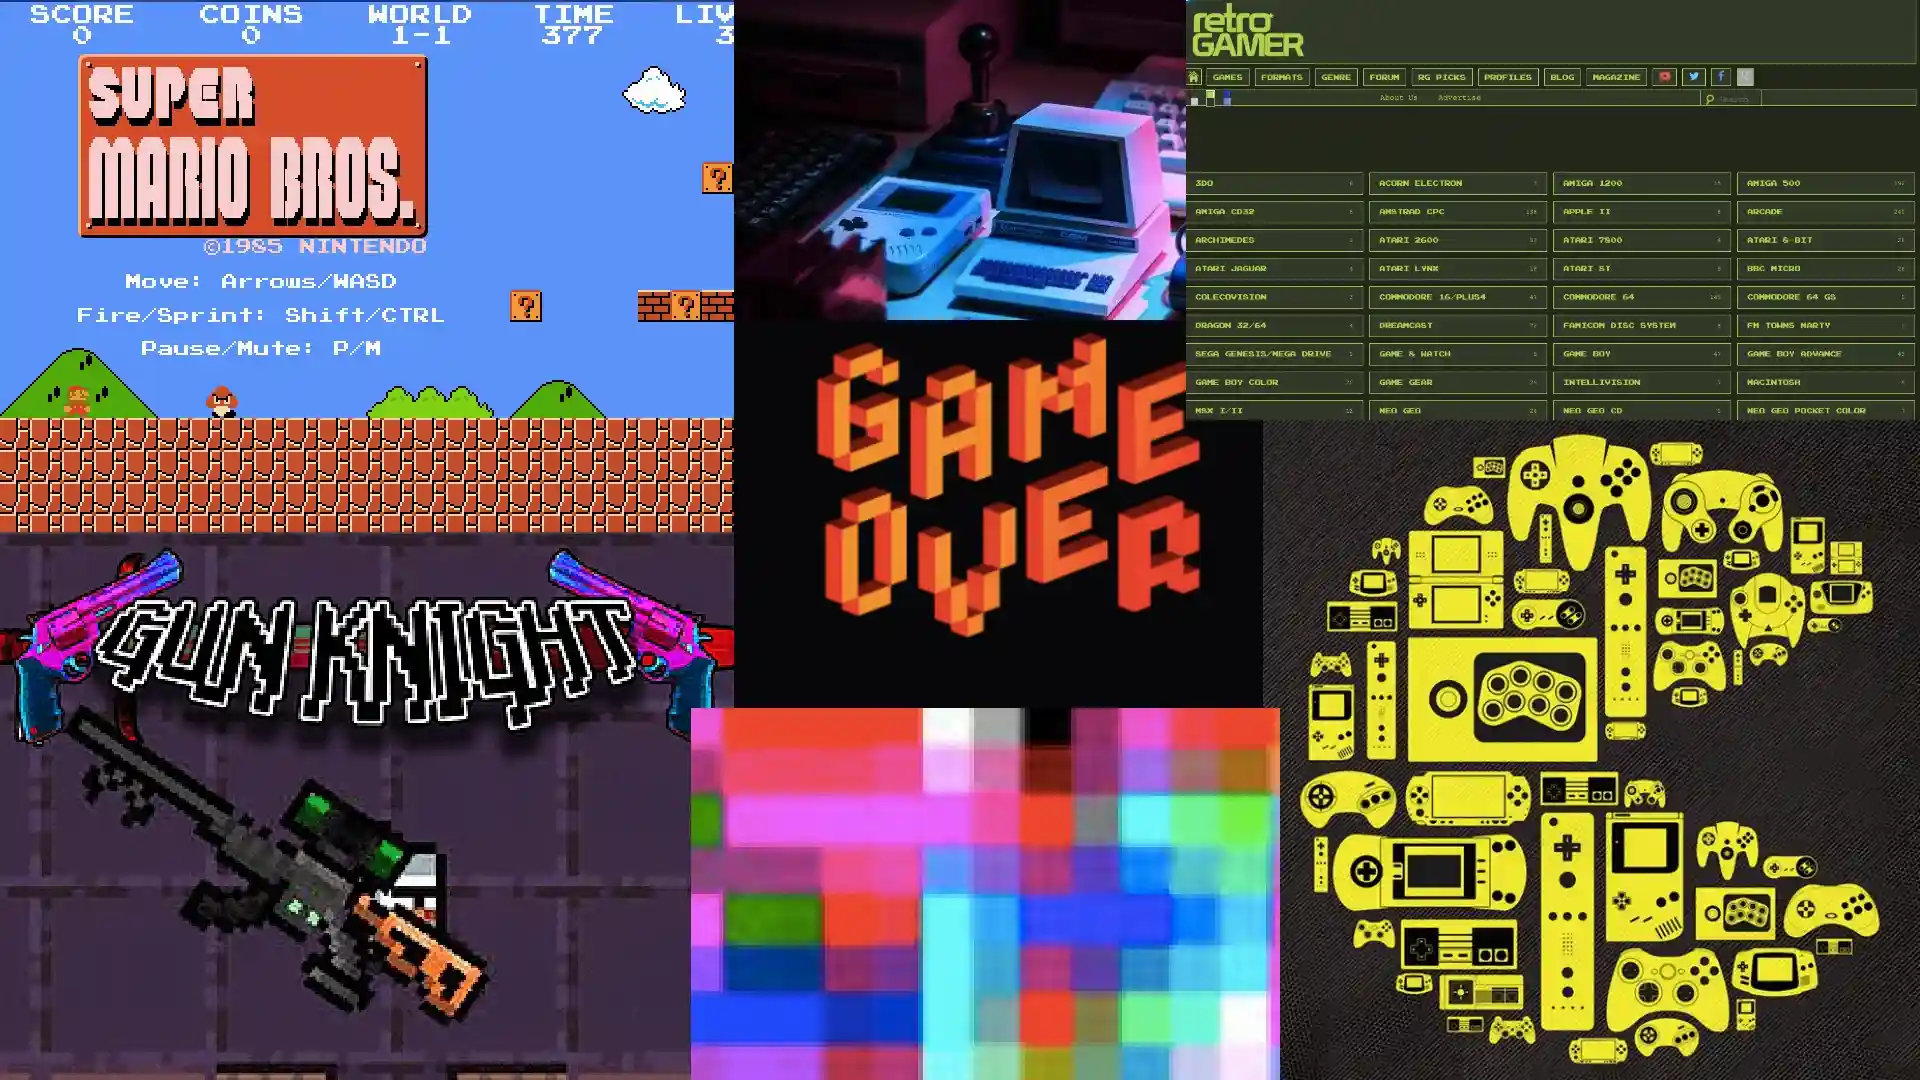 SCORE COINS WORLD TIME LIV
0 0 1-1 377 3
SUPER
MARIO BROS.
©1985 NINTENDO
Move: Arrows/WASD
Fire/Sprint: Shift/CTRL
Pause/Mute: P/M
GUN KNIGHT
GAME
OVER
retro
GAMER
GAMES FORMATS GENRE FORUM RG PICKS PROFILES BLOG MAGAZINE
About Us Advertise
3DO ACORN ELECTRON AMIGA 1200 AMIGA 500
AMIGA CD32 AMSTRAD CPC APPLE II ARCADE
ARCHIMEDES ATARI 2600 ATARI 7800 ATARI 8-BIT
ATARI JAGUAR ATARI LYNX ATARI ST BBC MICRO
COLECOVISION COMMODORE 16/PLUS4 COMMODORE 64 COMMODORE 64 GS
DRAGON 32/64 DREAMCAST FAMICOM DISC SYSTEM FM TOWNS MARTY
SEGA GENESIS/MEGA DRIVE GAME & WATCH GAME BOY GAME BOY ADVANCE
GAME BOY COLOR GAME GEAR INTELLIVISION MACINTOSH
MSX I/II NEO GEO NEO GEO CD NEO GEO POCKET COLOR